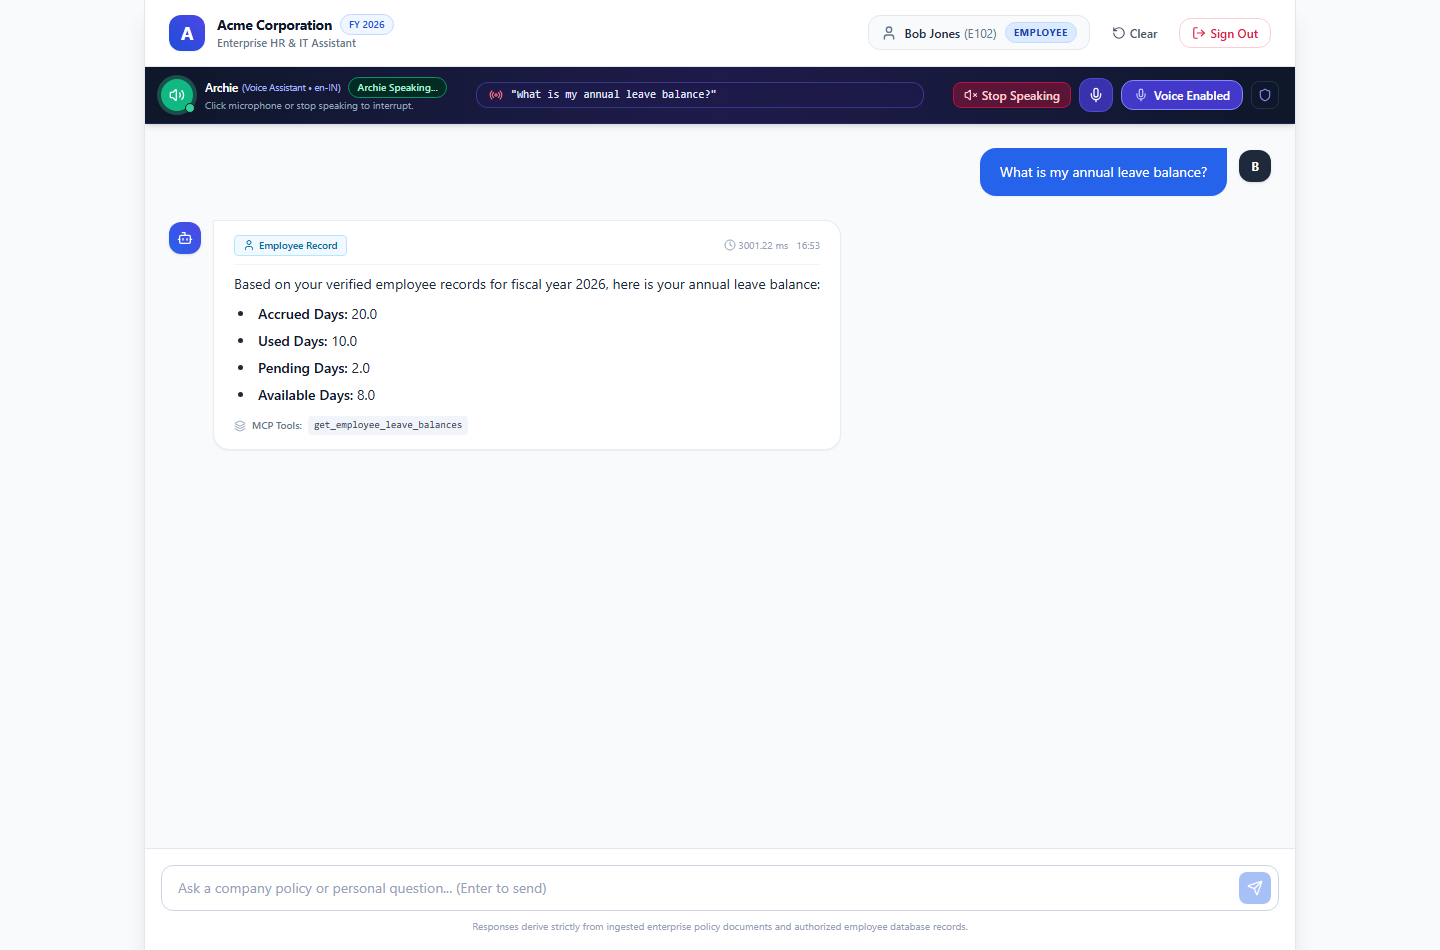 A
Acme Corporation FY 2026
Enterprise HR & IT Assistant
Bob Jones (E102) EMPLOYEE
Clear
Sign Out
Archie (Voice Assistant • en-IN) Archie Speaking...
Click microphone or stop speaking to interrupt.
"What is my annual leave balance?"
Stop Speaking
Voice Enabled
What is my annual leave balance?
B
Employee Record
3001.22 ms · 16:53
Based on your verified employee records for fiscal year 2026, here is your annual leave balance:
• Accrued Days: 20.0
• Used Days: 10.0
• Pending Days: 2.0
• Available Days: 8.0
MCP Tools: get_employee_leave_balances
Ask a company policy or personal question... (Enter to send)
Responses derive strictly from ingested enterprise policy documents and authorized employee database records.